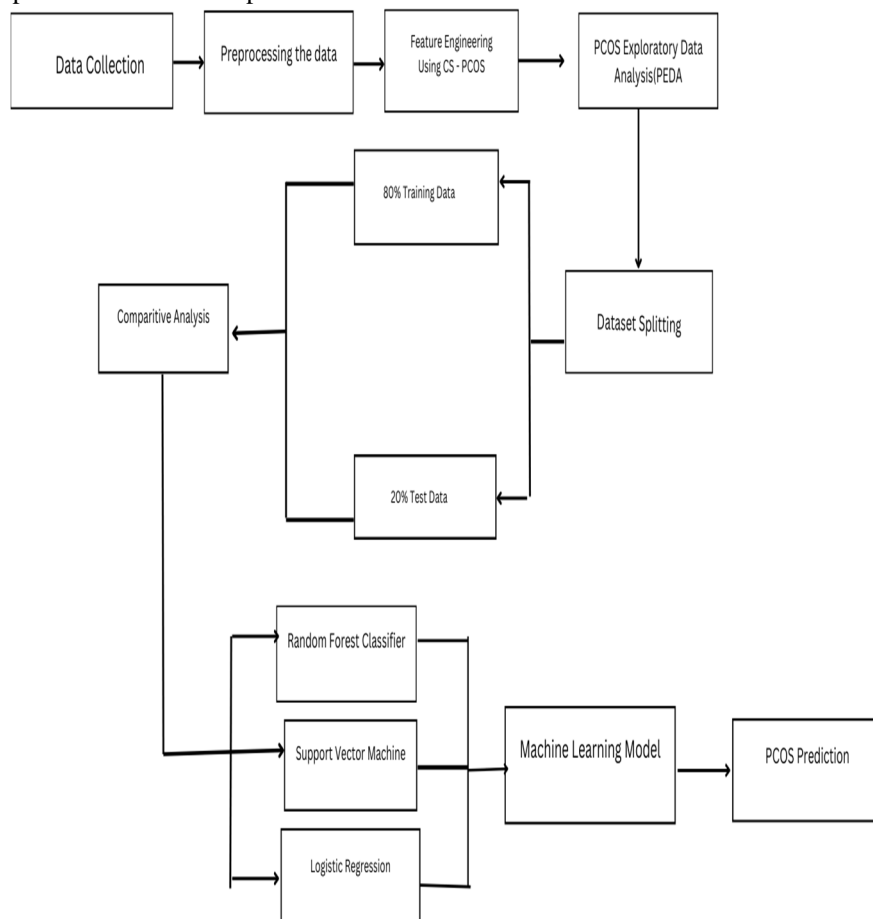 Data Collection
Preprocessing the data
Feature Engineering
Using CS - PCOS
PCOS Exploratory Data
Analysis(PEDA
80% Training Data
Comparitive Analysis
Dataset Splitting
20% Test Data
Random Forest Classifier
Support Vector Machine
Machine Learning Model
PCOS Prediction
Logistic Regression